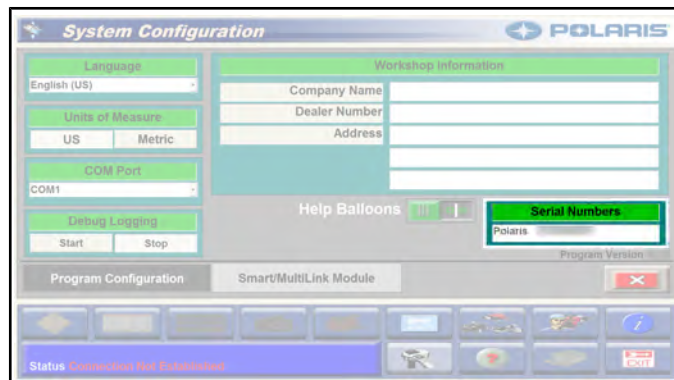 System Configuration
POLARIS
Language
English (US)
Units of Measure
US Metric
COM Port
COM1
Debug Logging
Start Stop
Workshop Information
Company Name
Dealer Number
Address
Help Balloons
Serial Numbers
Polaris
Program Version
Program Configuration
Smart/MultiLink Module
Status Connection Not Established
EXIT